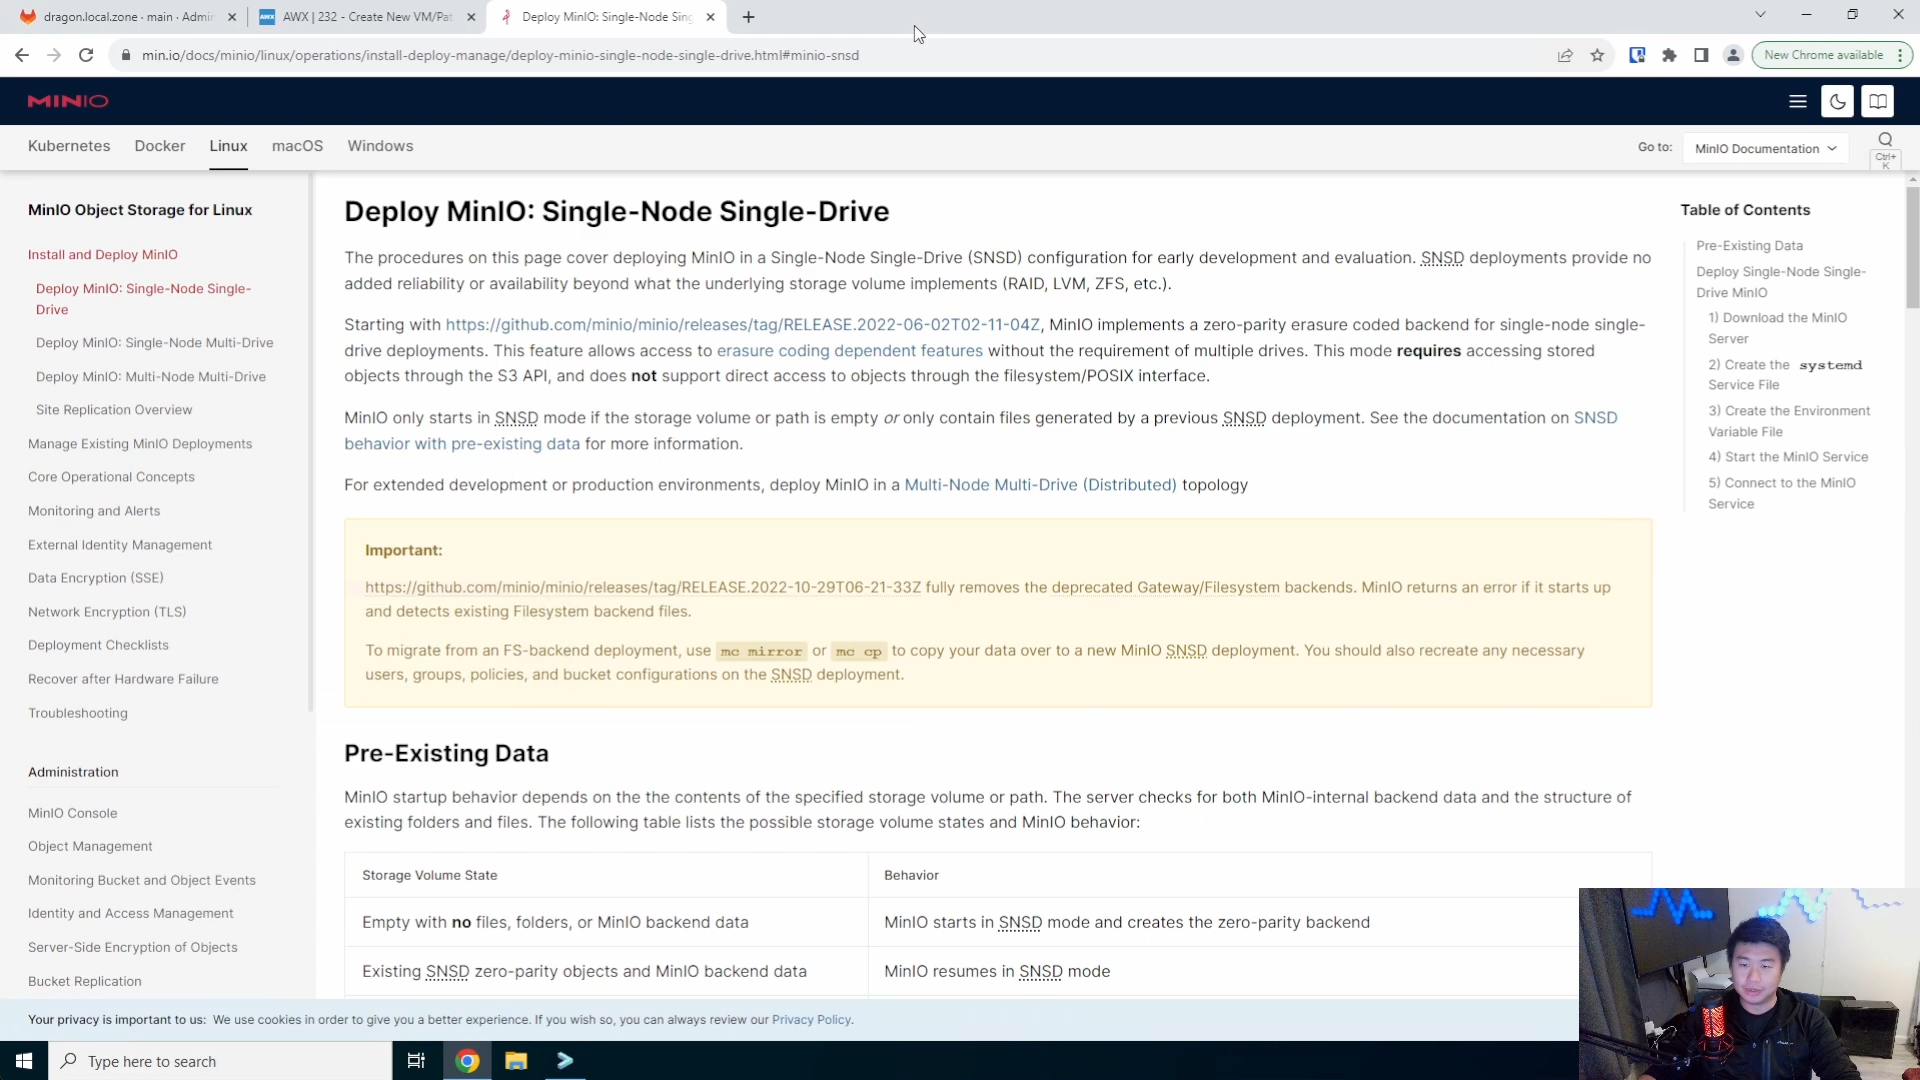 dragon.local.zone · main · Admi
AWX | 232 - Create New VM/Pat
Deploy MinIO: Single-Node Sing
min.io/docs/minio/linux/operations/install-deploy-manage/deploy-minio-single-node-single-drive.html#minio-snsd
New Chrome available
MINIO
Kubernetes
Docker
Linux
macOS
Windows
Go to:
MinIO Documentation
Ctrl+
K
MinIO Object Storage for Linux
Install and Deploy MinIO
Deploy MinIO: Single-Node Single-
Drive
Deploy MinIO: Single-Node Multi-Drive
Deploy MinIO: Multi-Node Multi-Drive
Site Replication Overview
Manage Existing MinIO Deployments
Core Operational Concepts
Monitoring and Alerts
External Identity Management
Data Encryption (SSE)
Network Encryption (TLS)
Deployment Checklists
Recover after Hardware Failure
Troubleshooting
Administration
MinIO Console
Object Management
Monitoring Bucket and Object Events
Identity and Access Management
Server-Side Encryption of Objects
Bucket Replication
Deploy MinIO: Single-Node Single-Drive
The procedures on this page cover deploying MinIO in a Single-Node Single-Drive (SNSD) configuration for early development and evaluation. SNSD deployments provide no
added reliability or availability beyond what the underlying storage volume implements (RAID, LVM, ZFS, etc.).
Starting with https://github.com/minio/minio/releases/tag/RELEASE.2022-06-02T02-11-04Z, MinIO implements a zero-parity erasure coded backend for single-node single-
drive deployments. This feature allows access to erasure coding dependent features without the requirement of multiple drives. This mode requires accessing stored
objects through the S3 API, and does not support direct access to objects through the filesystem/POSIX interface.
MinIO only starts in SNSD mode if the storage volume or path is empty or only contain files generated by a previous SNSD deployment. See the documentation on SNSD
behavior with pre-existing data for more information.
For extended development or production environments, deploy MinIO in a Multi-Node Multi-Drive (Distributed) topology
Important:
https://github.com/minio/minio/releases/tag/RELEASE.2022-10-29T06-21-33Z fully removes the deprecated Gateway/Filesystem backends. MinIO returns an error if it starts up
and detects existing Filesystem backend files.
To migrate from an FS-backend deployment, use mc mirror or mc cp to copy your data over to a new MinIO SNSD deployment. You should also recreate any necessary
users, groups, policies, and bucket configurations on the SNSD deployment.
Pre-Existing Data
MinIO startup behavior depends on the the contents of the specified storage volume or path. The server checks for both MinIO-internal backend data and the structure of
existing folders and files. The following table lists the possible storage volume states and MinIO behavior:
Storage Volume State
Behavior
Empty with no files, folders, or MinIO backend data
MinIO starts in SNSD mode and creates the zero-parity backend
Existing SNSD zero-parity objects and MinIO backend data
MinIO resumes in SNSD mode
Table of Contents
Pre-Existing Data
Deploy Single-Node Single-
Drive MinIO
1) Download the MinIO
Server
2) Create the systemd
Service File
3) Create the Environment
Variable File
4) Start the MinIO Service
5) Connect to the MinIO
Service
Your privacy is important to us: We use cookies in order to give you a better experience. If you wish so, you can always review our Privacy Policy.
Type here to search